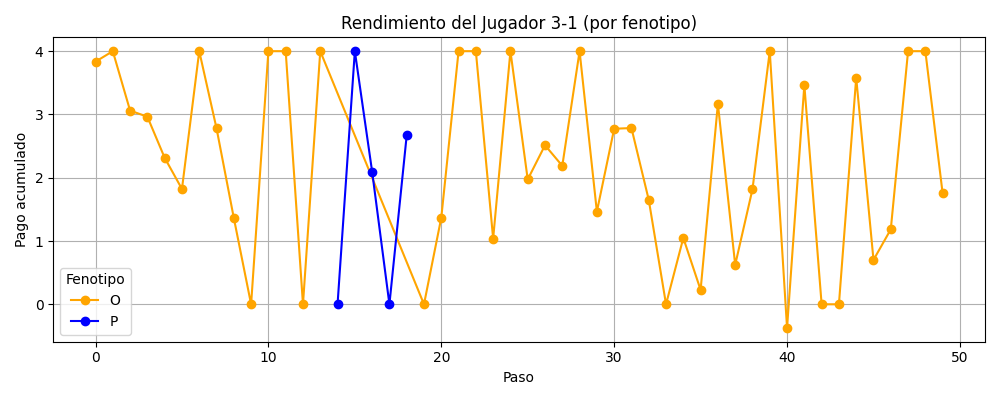 Rendimiento del Jugador 3-1 (por fenotipo)
Pago acumulado
4
3
2
1
0
Fenotipo
O
P
0 10 20 30 40 50
Paso